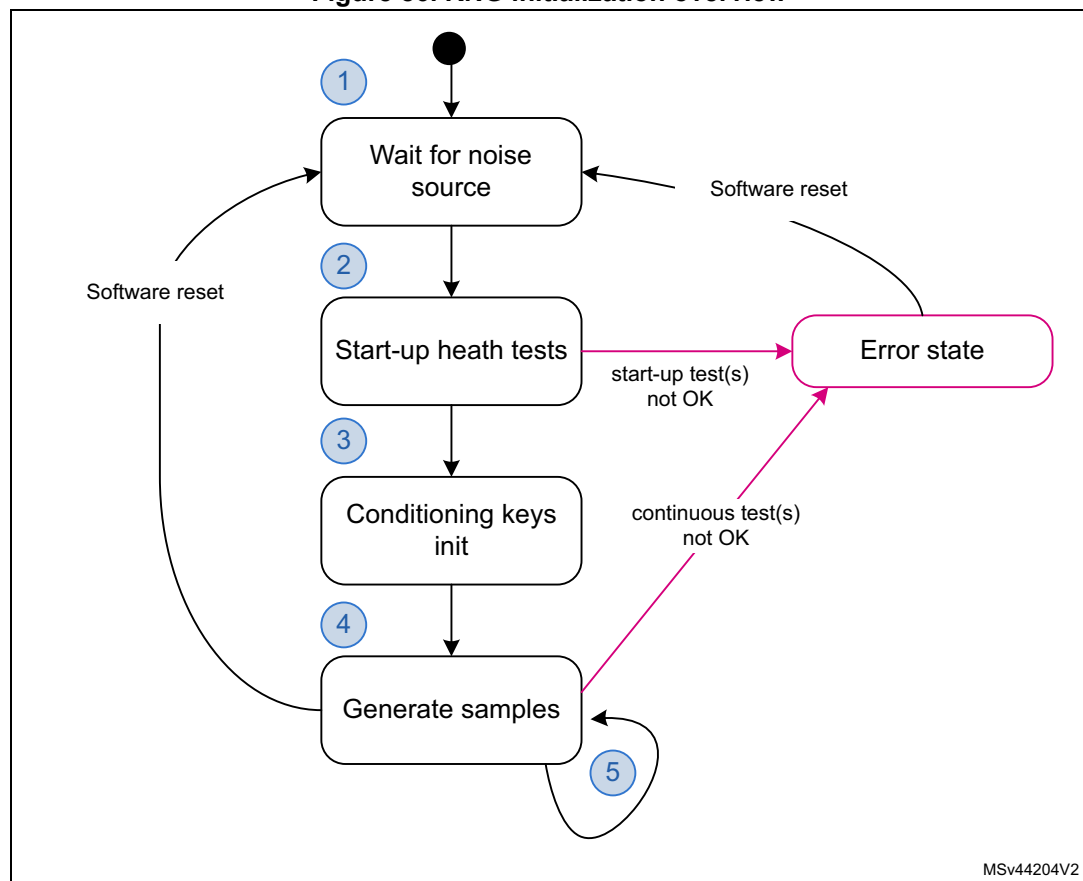 1
Wait for noise
source
Software reset
2
Software reset
Start-up heath tests
Error state
start-up test(s)
not OK
3
Conditioning keys
init
continuous test(s)
not OK
4
Generate samples
5
MSv44204V2